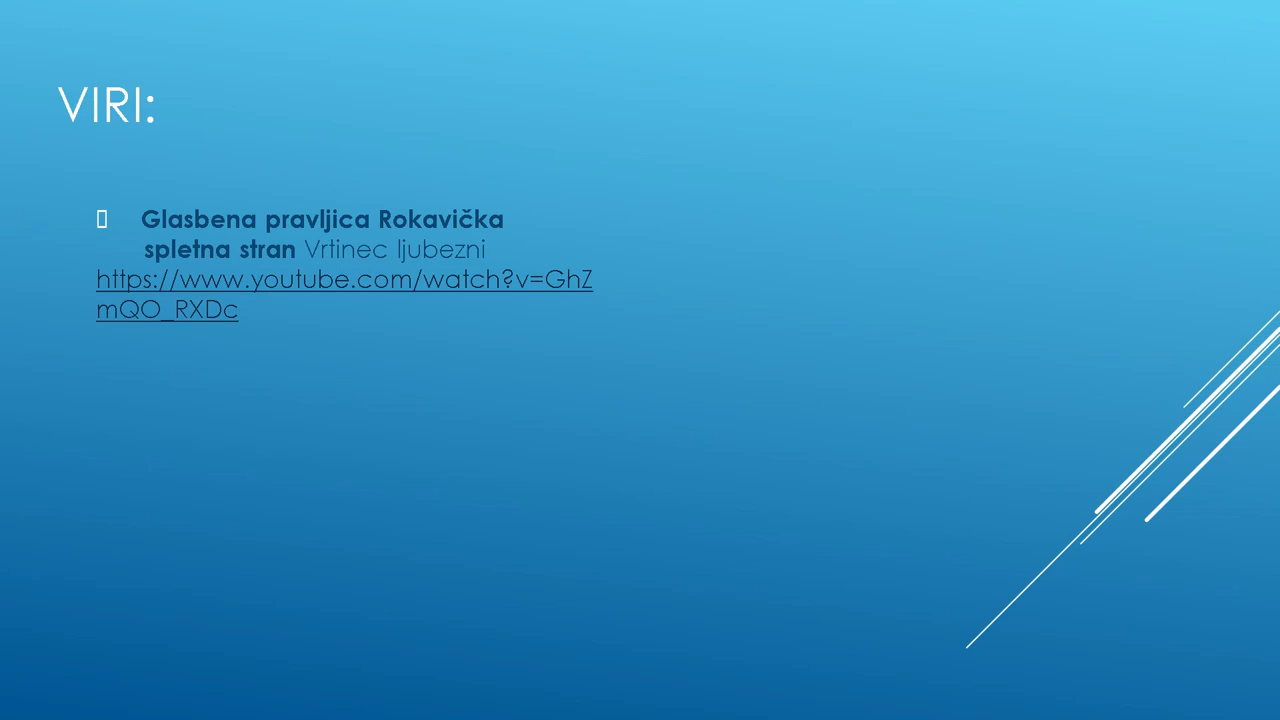 VIRI:
Glasbena pravljica Rokavička
spletna stran Vrtinec ljubezni
https://www.youtube.com/watch?v=GhZ
mQO_RXDc